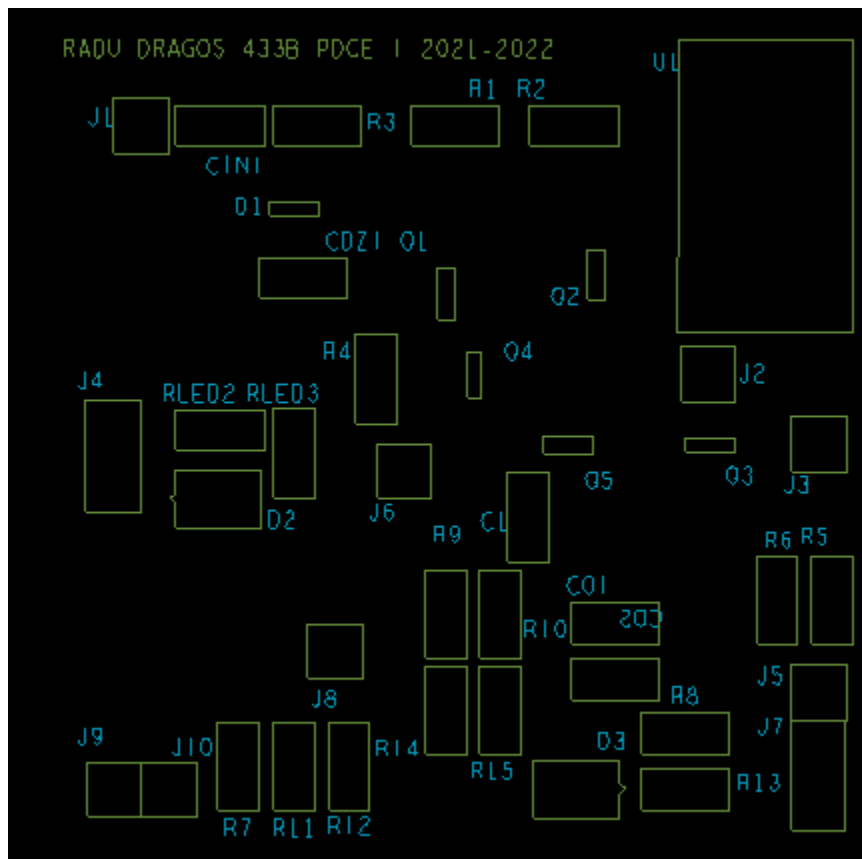 RADU DRAGOS 433B PDCE I 2021-2022
U1
R1 R2
J1
R3
CIN1
D1
CDZ1 Q1
Q2
R4
Q4
J2
J4
RLED2 RLED3
Q5
Q3
J3
J6
C1
D2
R9
R6 R5
CO1
CO2
R10
J5
J8
R8
J7
J9
J10
R14
D3
R15
R13
R7 R11 R12